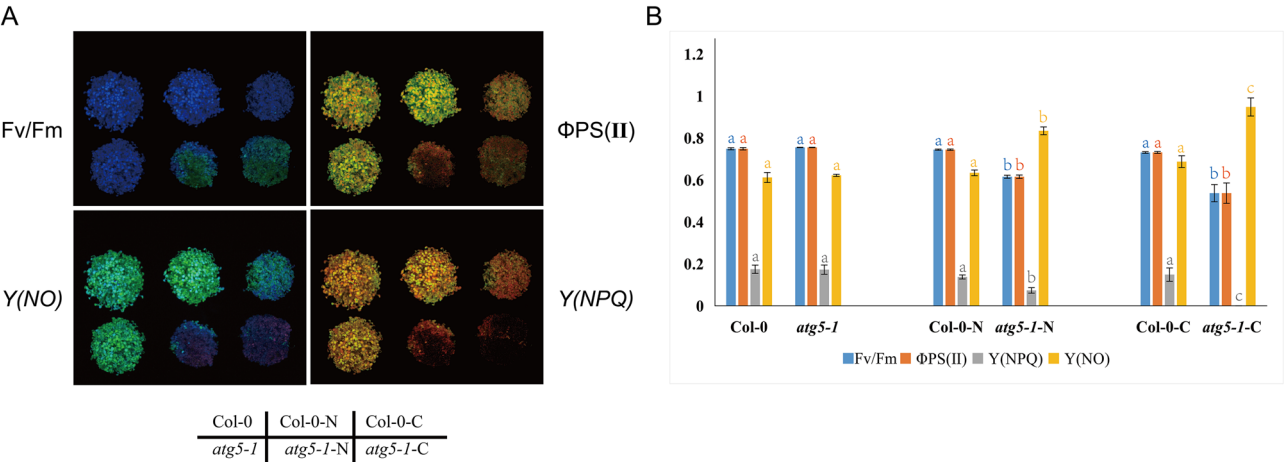 A
Fv/Fm
ΦPS(II)
Y(NO)
Y(NPQ)
Col-0 Col-0-N Col-0-C
atg5-1 atg5-1-N atg5-1-C
B
1.2
1
0.8
0.6
0.4
0.2
0
a a a a
a a a a
a a a a
b b b b
a a a a
b b c c
Col-0 atg5-1 Col-0-N atg5-1-N Col-0-C atg5-1-C
Fv/Fm ΦPS(II) Y(NPQ) Y(NO)